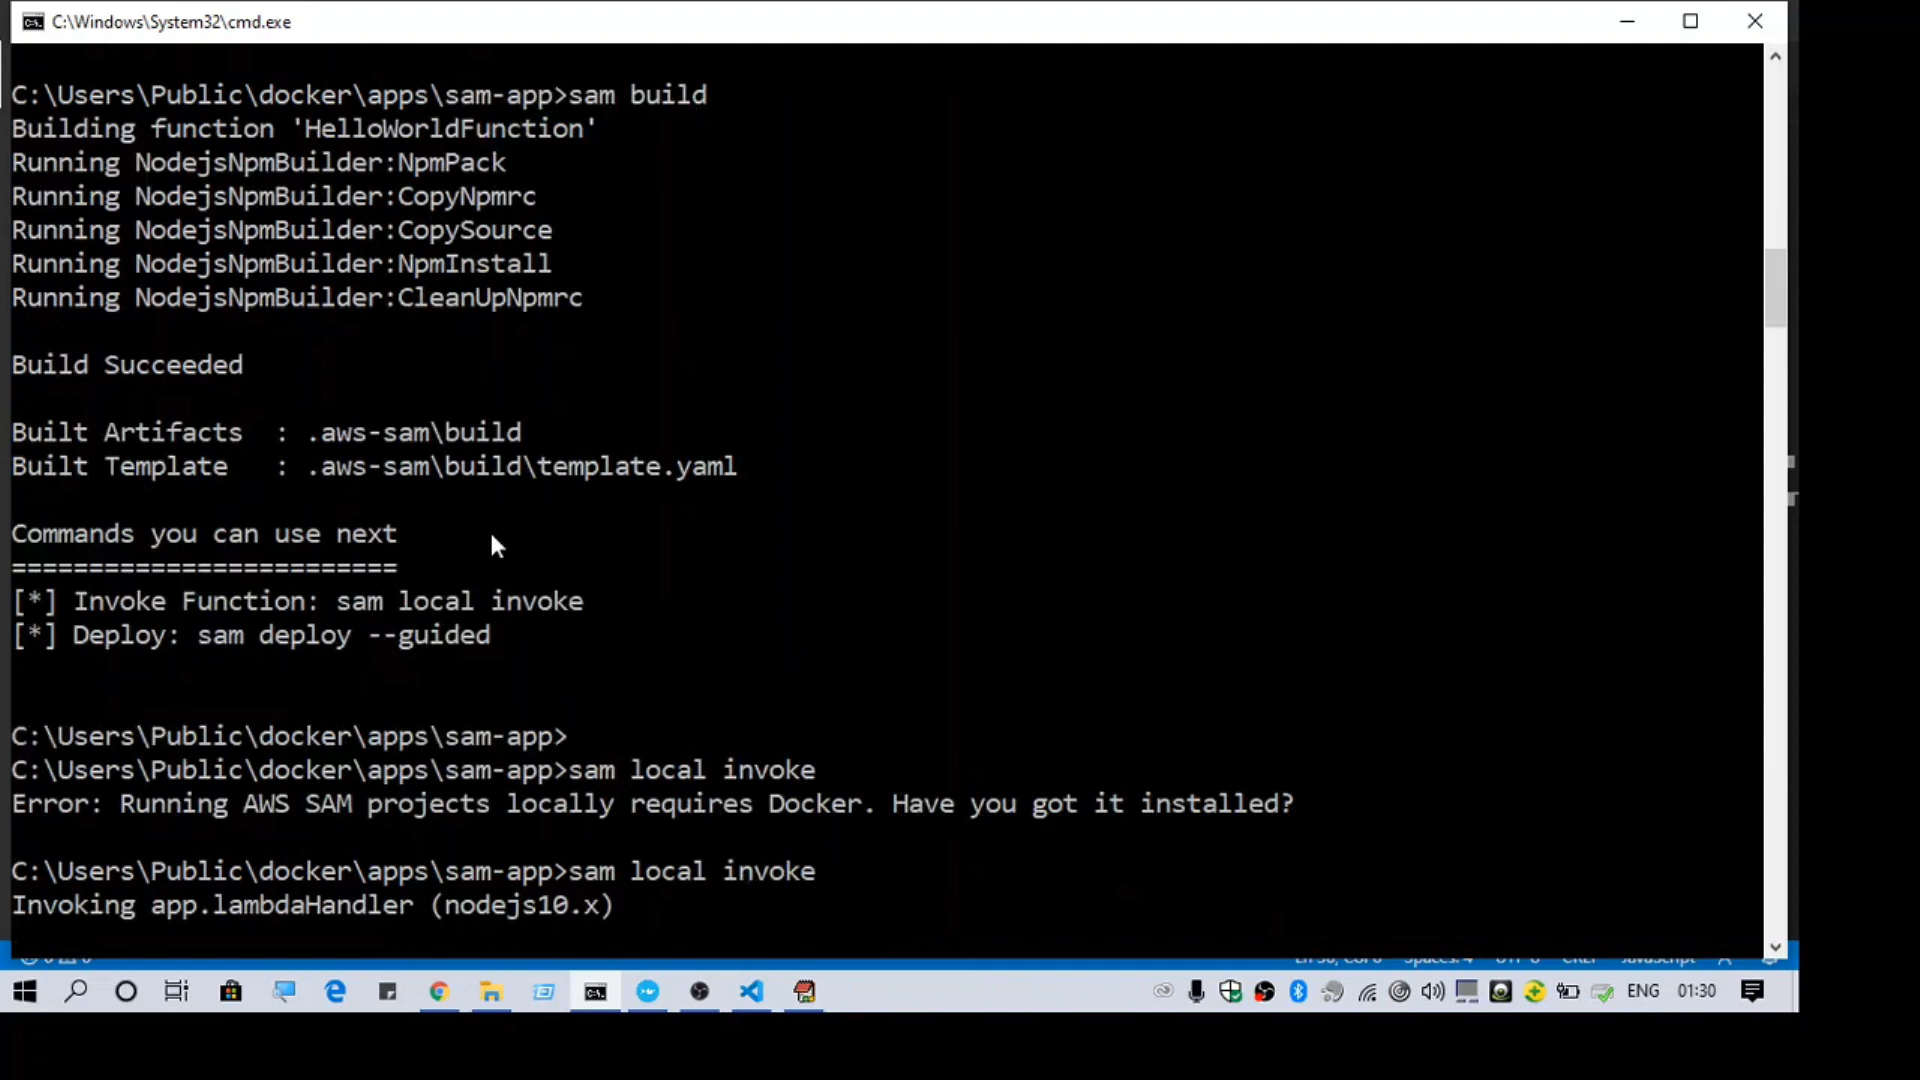 C:\Windows\System32\cmd.exe
C:\Users\Public\docker\apps\sam-app>sam build
Building function 'HelloWorldFunction'
Running NodejsNpmBuilder:NpmPack
Running NodejsNpmBuilder:CopyNpmrc
Running NodejsNpmBuilder:CopySource
Running NodejsNpmBuilder:NpmInstall
Running NodejsNpmBuilder:CleanUpNpmrc
Build Succeeded
Built Artifacts  : .aws-sam\build
Built Template   : .aws-sam\build\template.yaml
Commands you can use next
=========================
[*] Invoke Function: sam local invoke
[*] Deploy: sam deploy --guided
C:\Users\Public\docker\apps\sam-app>
C:\Users\Public\docker\apps\sam-app>sam local invoke
Error: Running AWS SAM projects locally requires Docker. Have you got it installed?
C:\Users\Public\docker\apps\sam-app>sam local invoke
Invoking app.lambdaHandler (nodejs10.x)
ENG 01:30